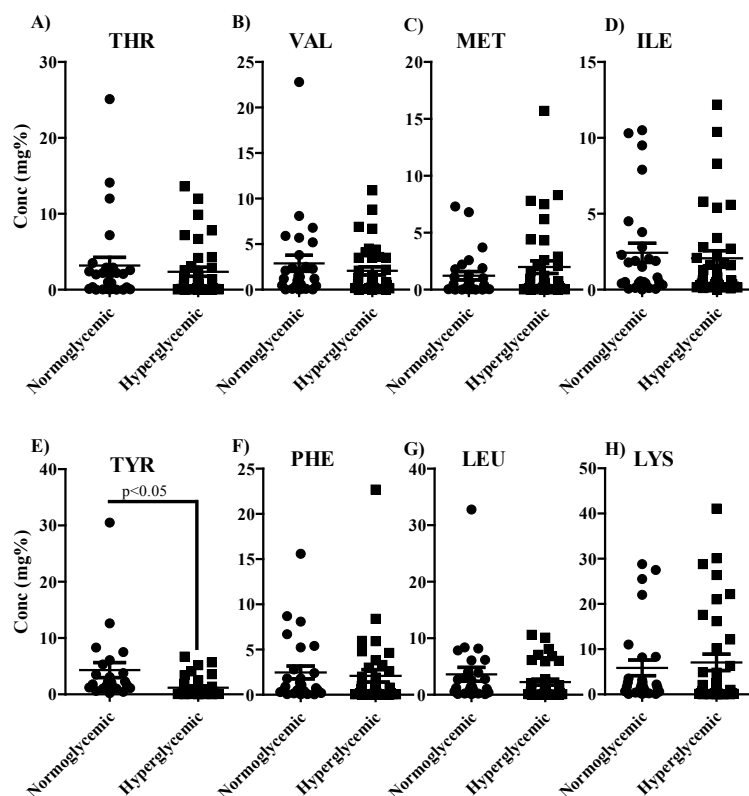 A) B) C) D)
THR VAL MET ILE
30 25 20 15
20 15 10 5 0
20 15 10 5 0
15 10 5 0
10 0
Conc (mg%)
Normoglycemic Hyperglycemic Normoglycemic Hyperglycemic Normoglycemic Hyperglycemic Normoglycemic Hyperglycemic
E) F) G) H)
TYR PHE LEU LYS
p<0.05
40 30 20 10 0
25 20 15 10 5 0
40 30 20 10 0
50 40 30 20 10 0
Conc (mg%)
Normoglycemic Hyperglycemic Normoglycemic Hyperglycemic Normoglycemic Hyperglycemic Normoglycemic Hyperglycemic